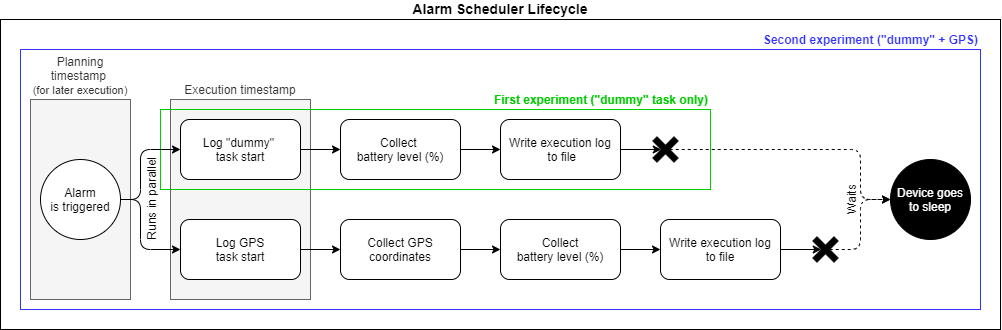 Alarm Scheduler Lifecycle
Second experiment ("dummy" + GPS)
Planning
timestamp
(for later execution)
Execution timestamp
First experiment ("dummy" task only)
Alarm
is triggered
Runs in parallel
Log "dummy"
task start
Collect
battery level (%)
Write execution log
to file
Log GPS
task start
Collect GPS
coordinates
Collect
battery level (%)
Write execution log
to file
Waits
Device goes
to sleep